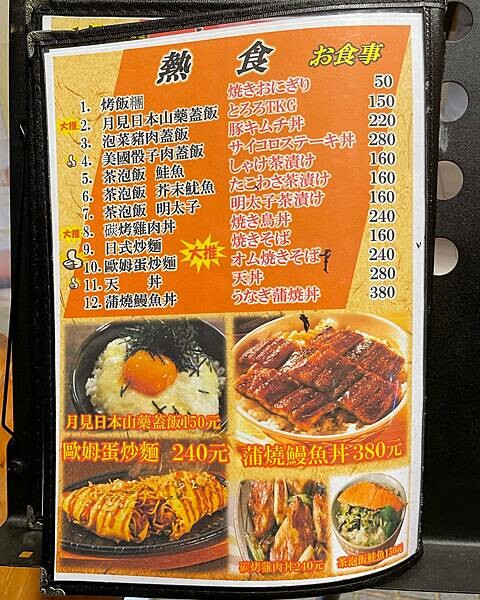 熱食 お食事
1. 烤飯糰 焼きおにぎり 50
大推 2. 月見日本山藥蓋飯 とろろTKG 150
3. 泡菜豬肉蓋飯 豚キムチ丼 220
4. 美國骰子肉蓋飯 サイコロステーキ丼 280
5. 茶泡飯 鮭魚 しゃけ茶漬け 160
6. 茶泡飯 芥末魷魚 たこわさ茶漬け 160
7. 茶泡飯 明太子 明太子茶漬け 160
大推 8. 碳烤雞肉丼 焼き鳥丼 240
9. 日式炒麵 焼きそば 160
10. 歐姆蛋炒麵 大推 オム焼きそば 240
11. 天 丼 天丼 280
12. 蒲燒鰻魚丼 うなぎ蒲焼丼 380
月見日本山藥蓋飯150元
歐姆蛋炒麵 240元
蒲燒鰻魚丼380元
碳烤雞肉丼240元
茶泡飯鮭魚150元